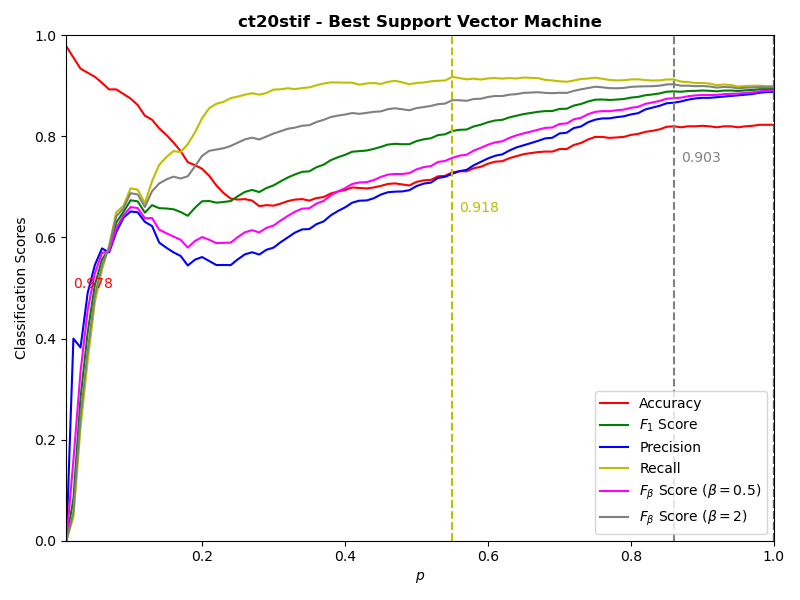 ct20stif - Best Support Vector Machine
1.0
0.8
0.6
0.4
0.2
0.0
Classification Scores
0.903
0.918
0.978
Accuracy
F₁ Score
Precision
Recall
Fᵦ Score (β = 0.5)
Fᵦ Score (β = 2)
0.2 0.4 0.6 0.8 1.0
p